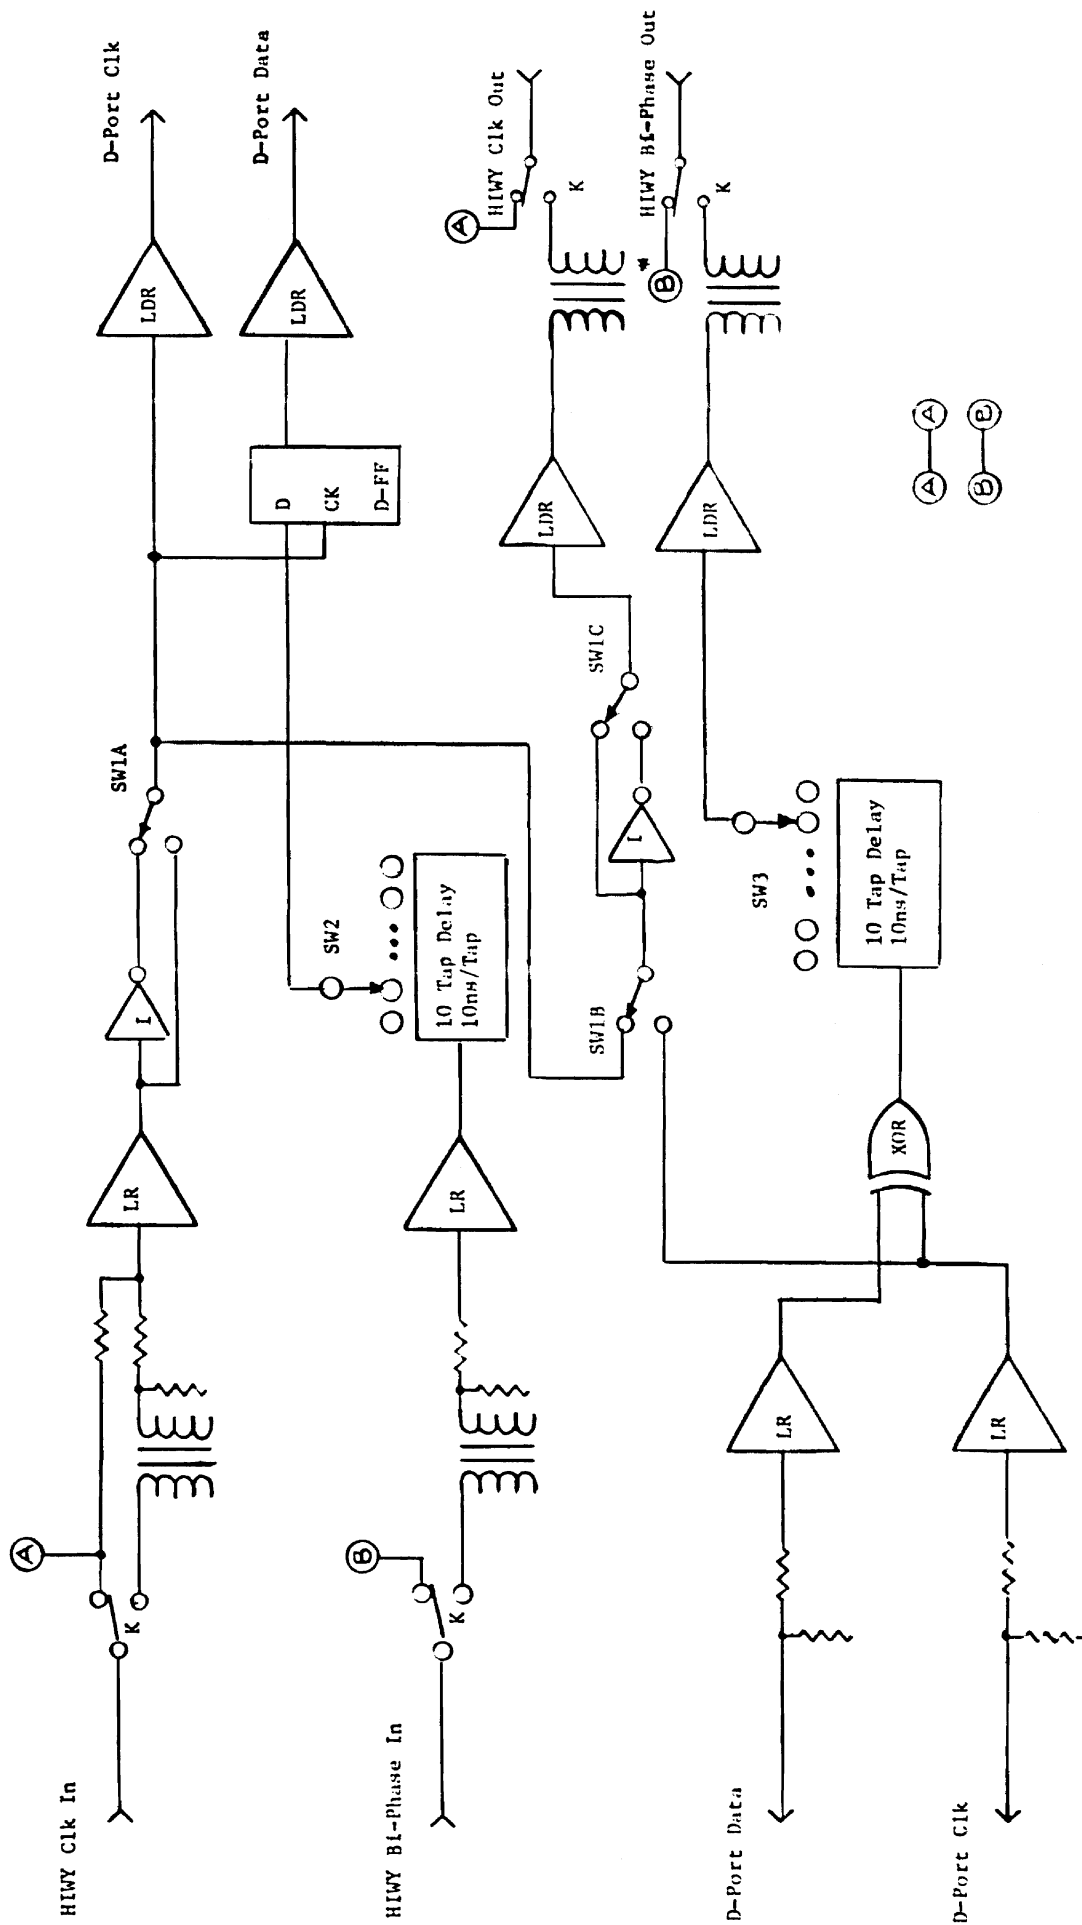 HIWY Clk In
A
K
LR
I
SW1A
LDR
D-Port Clk
HIWY Bi-Phase In
B
K
LR
10 Tap Delay
10ns/Tap
SW2
D
CK
D-FF
LDR
D-Port Data
SW1B
I
SW1C
LDR
A
HIWY Clk Out
K
D-Port Data
LR
D-Port Clk
LR
XOR
10 Tap Delay
10ns/Tap
SW3
LDR
*
B
HIWY Bi-Phase Out
K
A A
B B